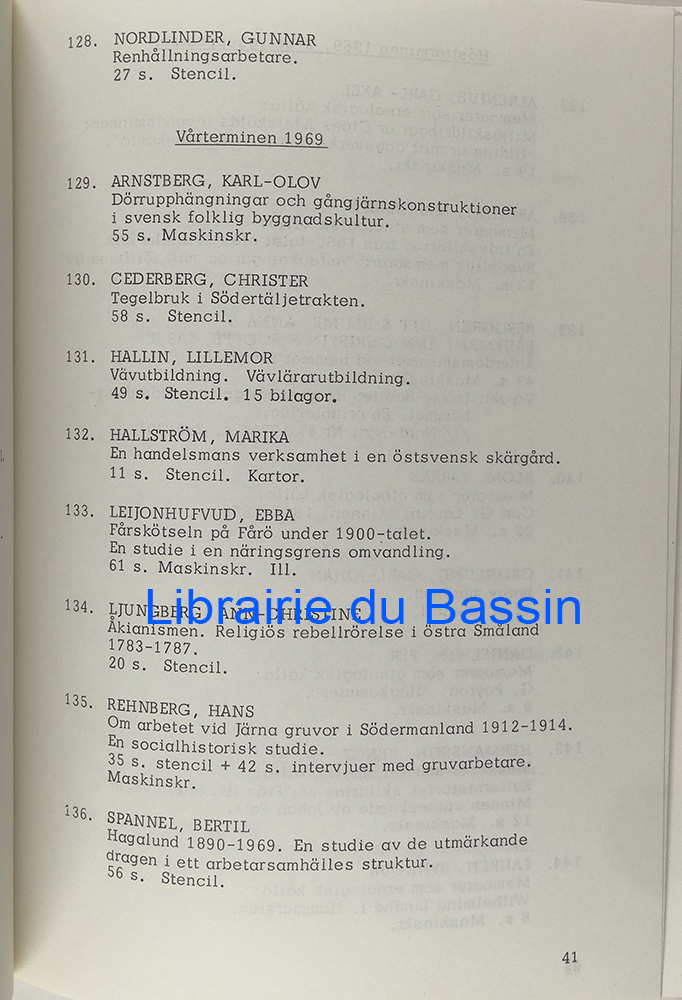 128. NORDLINDER, GUNNAR
Renhållningsarbetare.
27 s. Stencil.
Vårterminen 1969
129. ARNSTBERG, KARL-OLOV
Dörrupphängningar och gångjärnskonstruktioner
i svensk folklig byggnadskultur.
55 s. Maskinskr.
130. CEDERBERG, CHRISTER
Tegelbruk i Södertäljetrakten.
58 s. Stencil.
131. HALLIN, LILLEMOR
Vävutbildning. Vävlärarutbildning.
49 s. Stencil. 15 bilagor.
132. HALLSTRÖM, MARIKA
En handelsmans verksamhet i en östsvensk skärgård.
11 s. Stencil. Kartor.
133. LEIJONHUFVUD, EBBA
Fårskötseln på Fårö under 1900-talet.
En studie i en näringsgrens omvandling.
61 s. Maskinskr. Ill.
Librairie du Bassin
134. LJUNGBERG, ANN-CHRISTINE
Åkianismen. Religiös rebellrörelse i östra Småland
1783-1787.
20 s. Stencil.
135. REHNBERG, HANS
Om arbetet vid Järna gruvor i Södermanland 1912-1914.
En socialhistorisk studie.
35 s. stencil + 42 s. intervjuer med gruvarbetare.
Maskinskr.
136. SPANNEL, BERTIL
Hagalund 1890-1969. En studie av de utmärkande
dragen i ett arbetarsamhälles struktur.
56 s. Stencil.
41